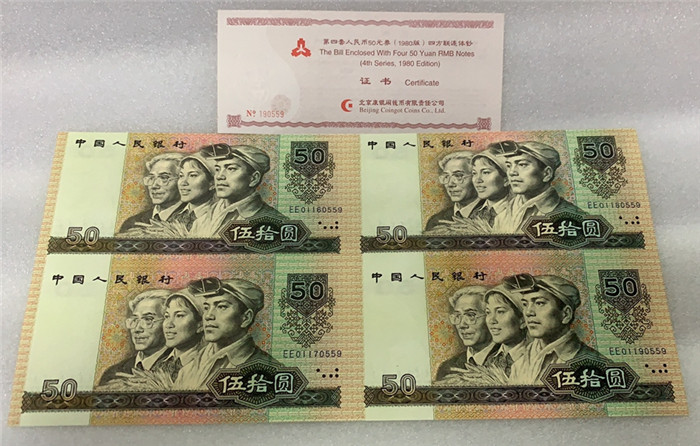 第四套人民币50元券(1980版)四方联连体钞
The Bill Enclosed With Four 50 Yuan RMB Notes
(4th Series, 1980 Edition)
证书 Certificate
北京康银阁钱币有限责任公司
Beijing Coingot Coins Co., Ltd.
No 190559
中国人民银行 50
EE01160559
50 伍拾圆
中国人民银行 50
EE01180559
50 伍拾圆
中国人民银行 50
EE01170559
50 伍拾圆
中国人民银行 50
EE01190559
50 伍拾圆